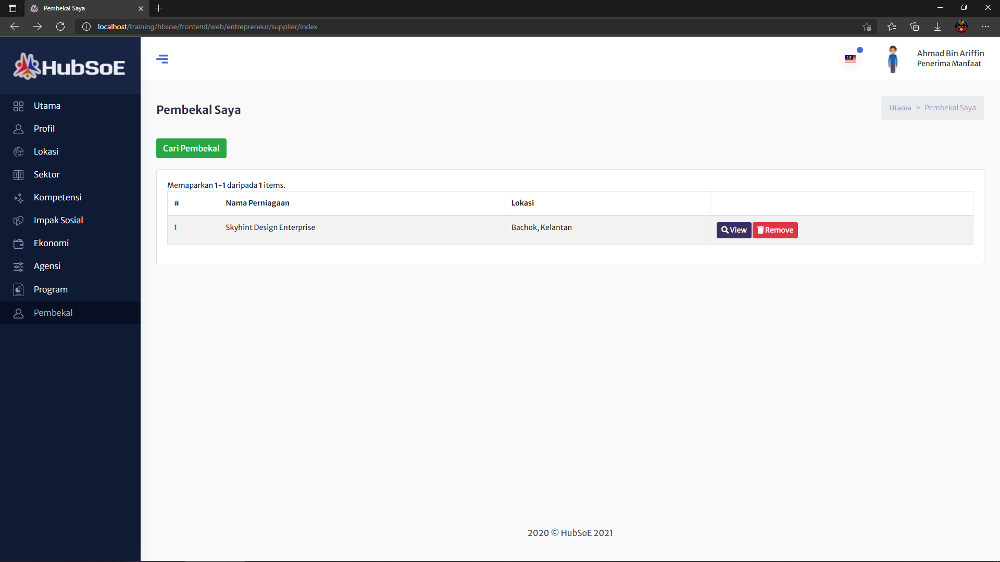 Pembekal Saya
localhost/training/hbsoe/frontend/web/entrepreneur/supplier/index
HubSoE
Ahmad Bin Ariffin
Penerima Manfaat
Utama
Profil
Lokasi
Sektor
Kompetensi
Impak Sosial
Ekonomi
Agensi
Program
Pembekal
Pembekal Saya
Utama > Pembekal Saya
Cari Pembekal
Memaparkan 1-1 daripada 1 items.
# Nama Perniagaan Lokasi
1 Skyhint Design Enterprise Bachok, Kelantan View Remove
2020 © HubSoE 2021